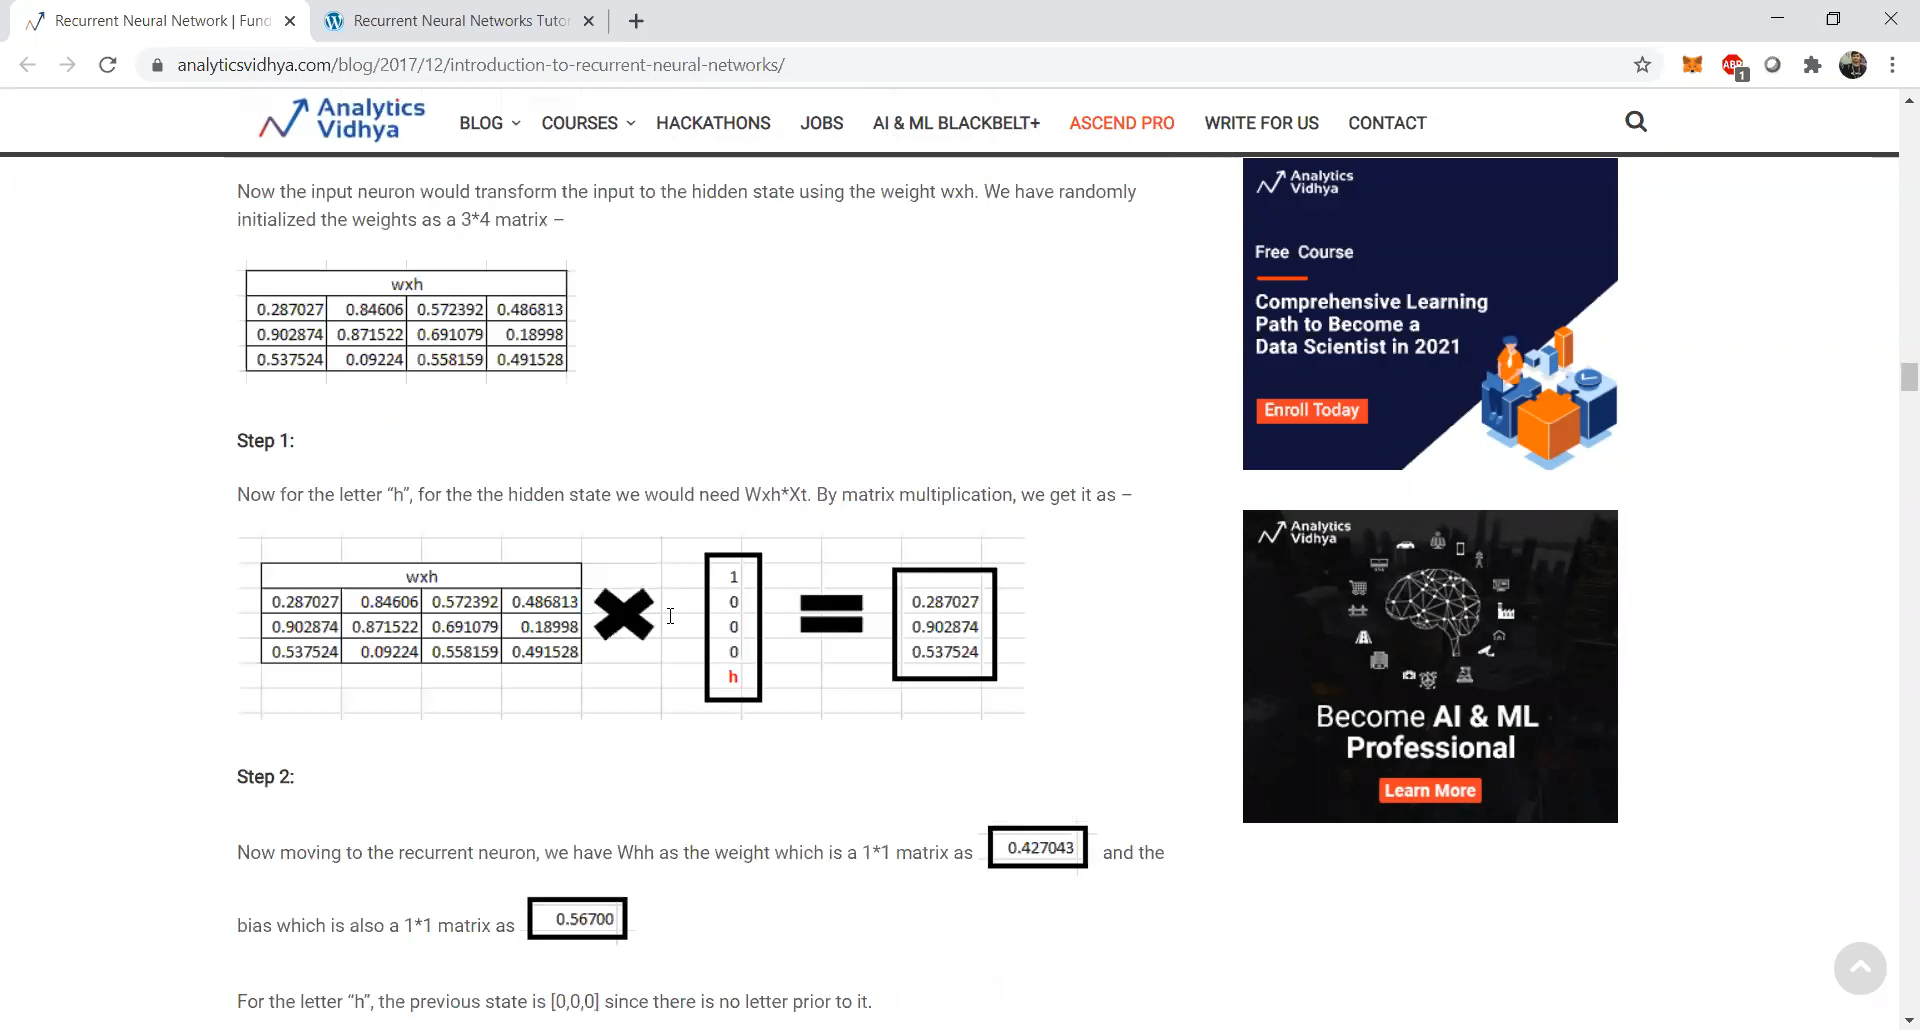 Recurrent Neural Network | Fund
Recurrent Neural Networks Tutor
analyticsvidhya.com/blog/2017/12/introduction-to-recurrent-neural-networks/
ABP
1
Analytics
Vidhya
BLOG
COURSES
HACKATHONS
JOBS
AI & ML BLACKBELT+
ASCEND PRO
WRITE FOR US
CONTACT
Now the input neuron would transform the input to the hidden state using the weight wxh. We have randomly
initialized the weights as a 3*4 matrix –
wxh
0.287027 0.84606 0.572392 0.486813
0.902874 0.871522 0.691079 0.18998
0.537524 0.09224 0.558159 0.491528
Step 1:
Now for the letter “h”, for the the hidden state we would need Wxh*Xt. By matrix multiplication, we get it as –
wxh
0.287027 0.84606 0.572392 0.486813
0.902874 0.871522 0.691079 0.18998
0.537524 0.09224 0.558159 0.491528
1
0
0
0
h
0.287027
0.902874
0.537524
Step 2:
Now moving to the recurrent neuron, we have Whh as the weight which is a 1*1 matrix as 0.427043 and the
bias which is also a 1*1 matrix as 0.56700
For the letter “h”, the previous state is [0,0,0] since there is no letter prior to it.
Analytics
Vidhya
Free Course
Comprehensive Learning
Path to Become a
Data Scientist in 2021
Enroll Today
Analytics
Vidhya
Become AI & ML
Professional
Learn More